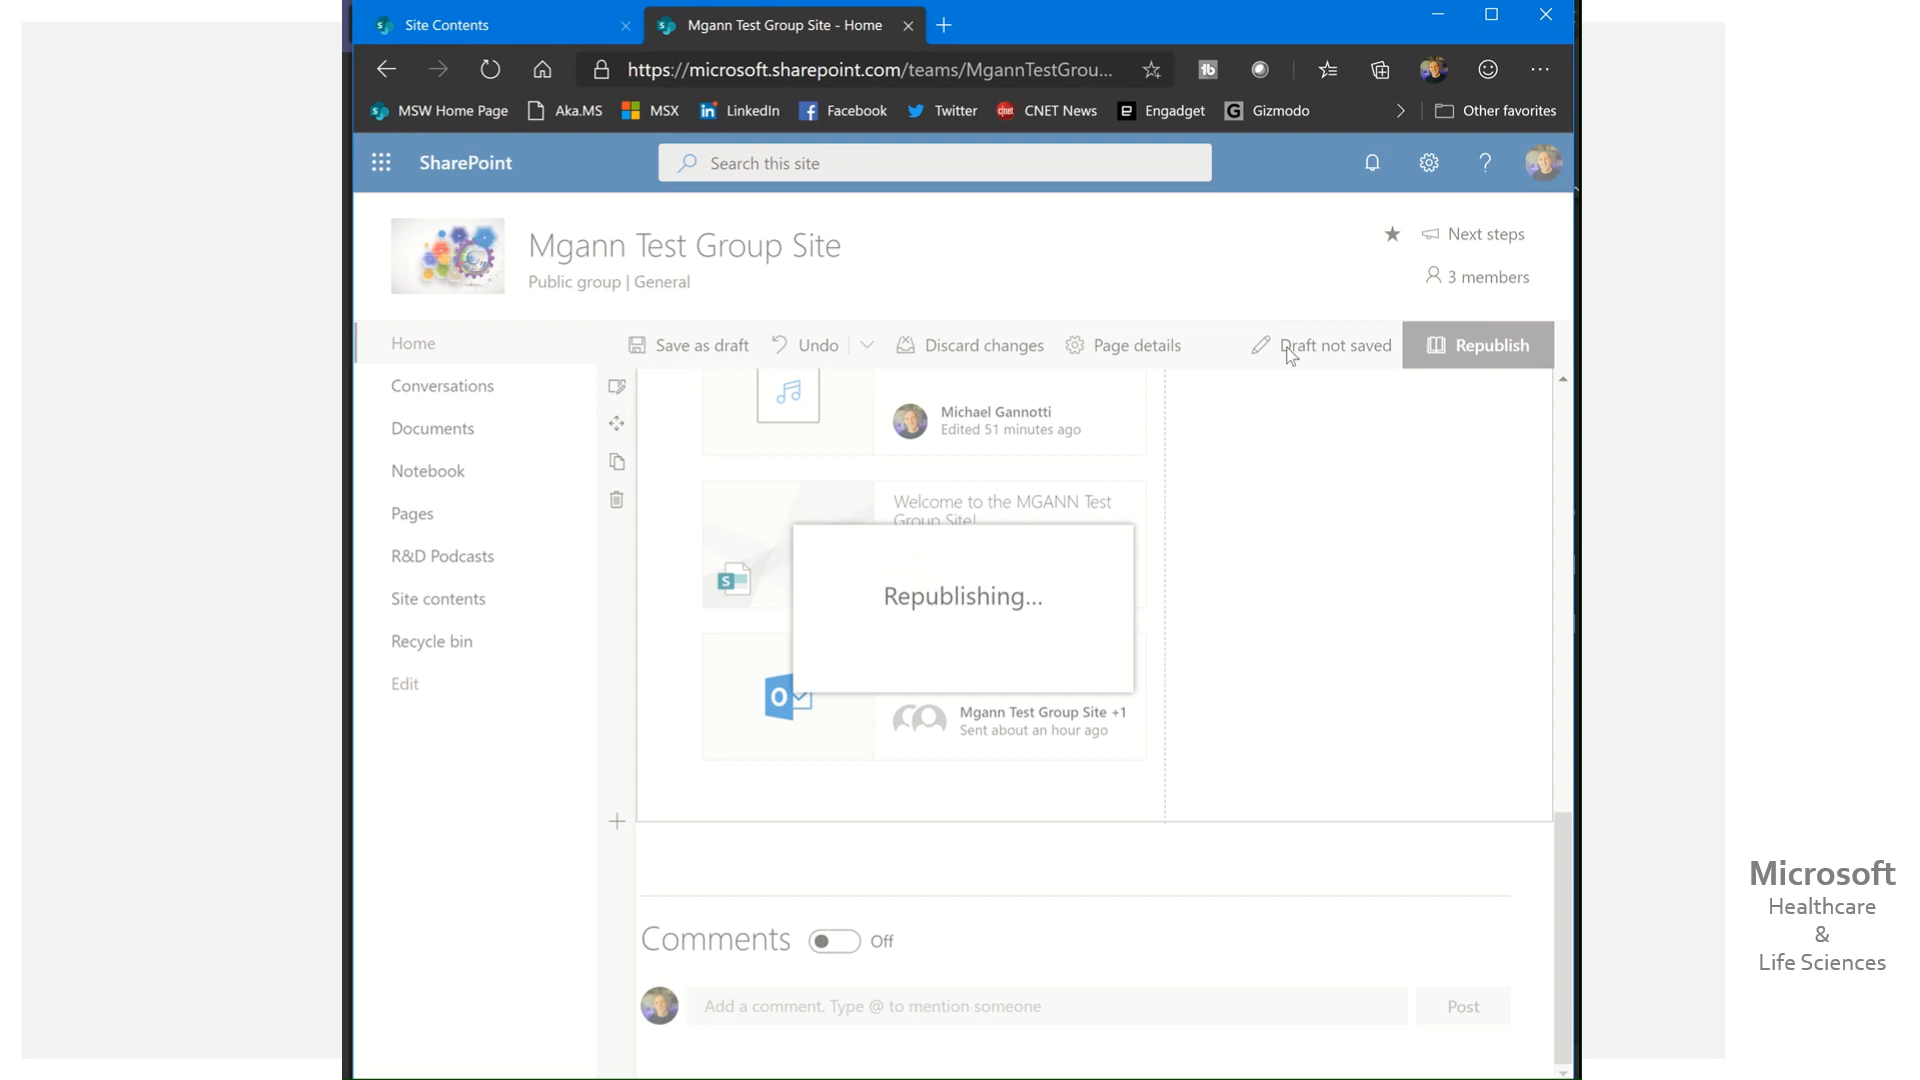 Site Contents
Mgann Test Group Site - Home
https://microsoft.sharepoint.com/teams/MgannTestGrou...
MSW Home Page
Aka.MS
MSX
LinkedIn
Facebook
Twitter
CNET News
Engadget
Gizmodo
Other favorites
SharePoint
Search this site
Mgann Test Group Site
Public group | General
Next steps
3 members
Home
Conversations
Documents
Notebook
Pages
R&D Podcasts
Site contents
Recycle bin
Edit
Save as draft
Undo
Discard changes
Page details
Draft not saved
Republish
Michael Gannotti
Edited 51 minutes ago
Welcome to the MGANN Test
Group Site!
Republishing...
Mgann Test Group Site +1
Sent about an hour ago
Comments
Off
Add a comment. Type @ to mention someone
Post
Microsoft
Healthcare
&
Life Sciences